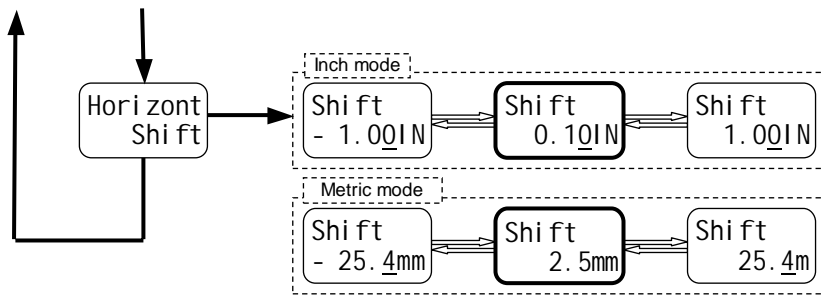 Inch mode
Horizont
Shift
Shift
- 1.00IN
Shift
0.10IN
Shift
1.00IN
Metric mode
Shift
- 25.4mm
Shift
2.5mm
Shift
25.4m